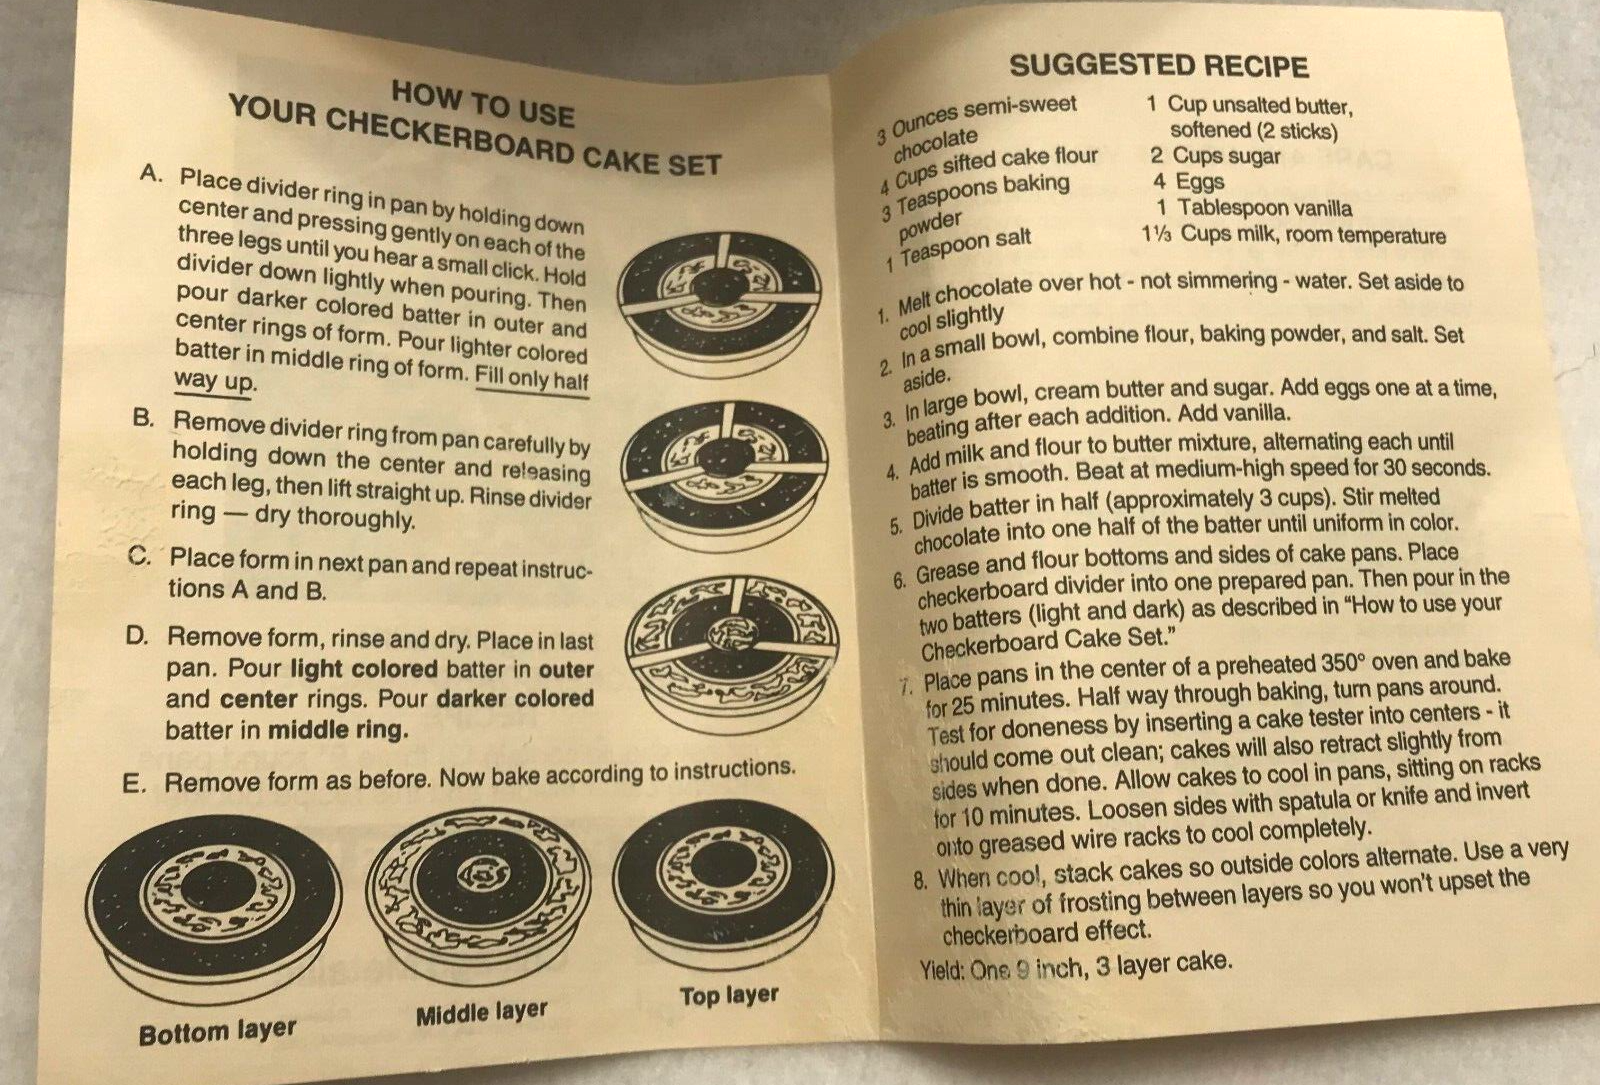 HOW TO USE
YOUR CHECKERBOARD CAKE SET
A. Place divider ring in pan by holding down
center and pressing gently on each of the
three legs until you hear a small click. Hold
divider down lightly when pouring. Then
pour darker colored batter in outer and
center rings of form. Pour lighter colored
batter in middle ring of form. Fill only half
way up.
B. Remove divider ring from pan carefully by
holding down the center and releasing
each leg, then lift straight up. Rinse divider
ring — dry thoroughly.
C. Place form in next pan and repeat instruc-
tions A and B.
D. Remove form, rinse and dry. Place in last
pan. Pour light colored batter in outer
and center rings. Pour darker colored
batter in middle ring.
E. Remove form as before. Now bake according to instructions.
Bottom layer
Middle layer
Top layer
SUGGESTED RECIPE
3 Ounces semi-sweet
chocolate
4 Cups sifted cake flour
3 Teaspoons baking
powder
1 Teaspoon salt
1 Cup unsalted butter,
softened (2 sticks)
2 Cups sugar
4 Eggs
1 Tablespoon vanilla
1⅓ Cups milk, room temperature
1. Melt chocolate over hot - not simmering - water. Set aside to
cool slightly
2. In a small bowl, combine flour, baking powder, and salt. Set
aside.
3. In large bowl, cream butter and sugar. Add eggs one at a time,
beating after each addition. Add vanilla.
4. Add milk and flour to butter mixture, alternating each until
batter is smooth. Beat at medium-high speed for 30 seconds.
5. Divide batter in half (approximately 3 cups). Stir melted
chocolate into one half of the batter until uniform in color.
6. Grease and flour bottoms and sides of cake pans. Place
checkerboard divider into one prepared pan. Then pour in the
two batters (light and dark) as described in “How to use your
Checkerboard Cake Set.”
7. Place pans in the center of a preheated 350° oven and bake
for 25 minutes. Half way through baking, turn pans around.
Test for doneness by inserting a cake tester into centers - it
should come out clean; cakes will also retract slightly from
sides when done. Allow cakes to cool in pans, sitting on racks
for 10 minutes. Loosen sides with spatula or knife and invert
onto greased wire racks to cool completely.
8. When cool, stack cakes so outside colors alternate. Use a very
thin layer of frosting between layers so you won't upset the
checkerboard effect.
Yield: One 9 inch, 3 layer cake.